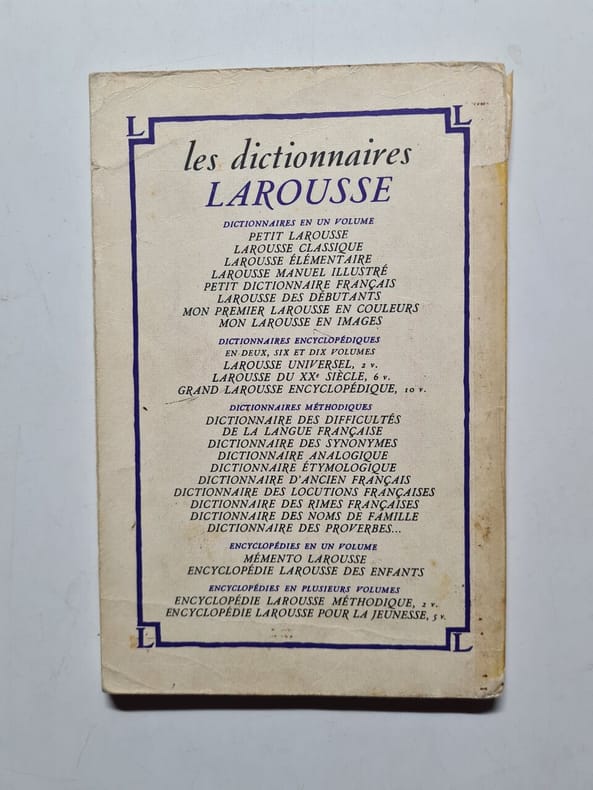 L L
les dictionnaires
LAROUSSE
DICTIONNAIRES EN UN VOLUME
PETIT LAROUSSE
LAROUSSE CLASSIQUE
LAROUSSE ÉLÉMENTAIRE
LAROUSSE MANUEL ILLUSTRÉ
PETIT DICTIONNAIRE FRANÇAIS
LAROUSSE DES DÉBUTANTS
MON PREMIER LAROUSSE EN COULEURS
MON LAROUSSE EN IMAGES
DICTIONNAIRES ENCYCLOPÉDIQUES
EN DEUX, SIX ET DIX VOLUMES
LAROUSSE UNIVERSEL, 2 v.
LAROUSSE DU XXe SIÈCLE, 6 v.
GRAND LAROUSSE ENCYCLOPÉDIQUE, 10 v.
DICTIONNAIRES MÉTHODIQUES
DICTIONNAIRE DES DIFFICULTÉS
DE LA LANGUE FRANÇAISE
DICTIONNAIRE DES SYNONYMES
DICTIONNAIRE ANALOGIQUE
DICTIONNAIRE ÉTYMOLOGIQUE
DICTIONNAIRE D'ANCIEN FRANÇAIS
DICTIONNAIRE DES LOCUTIONS FRANÇAISES
DICTIONNAIRE DES RIMES FRANÇAISES
DICTIONNAIRE DES NOMS DE FAMILLE
DICTIONNAIRE DES PROVERBES...
ENCYCLOPÉDIES EN UN VOLUME
MÉMENTO LAROUSSE
ENCYCLOPÉDIE LAROUSSE DES ENFANTS
ENCYCLOPÉDIES EN PLUSIEURS VOLUMES
ENCYCLOPÉDIE LAROUSSE MÉTHODIQUE, 2 v.
ENCYCLOPÉDIE LAROUSSE POUR LA JEUNESSE, 5 v.
L L